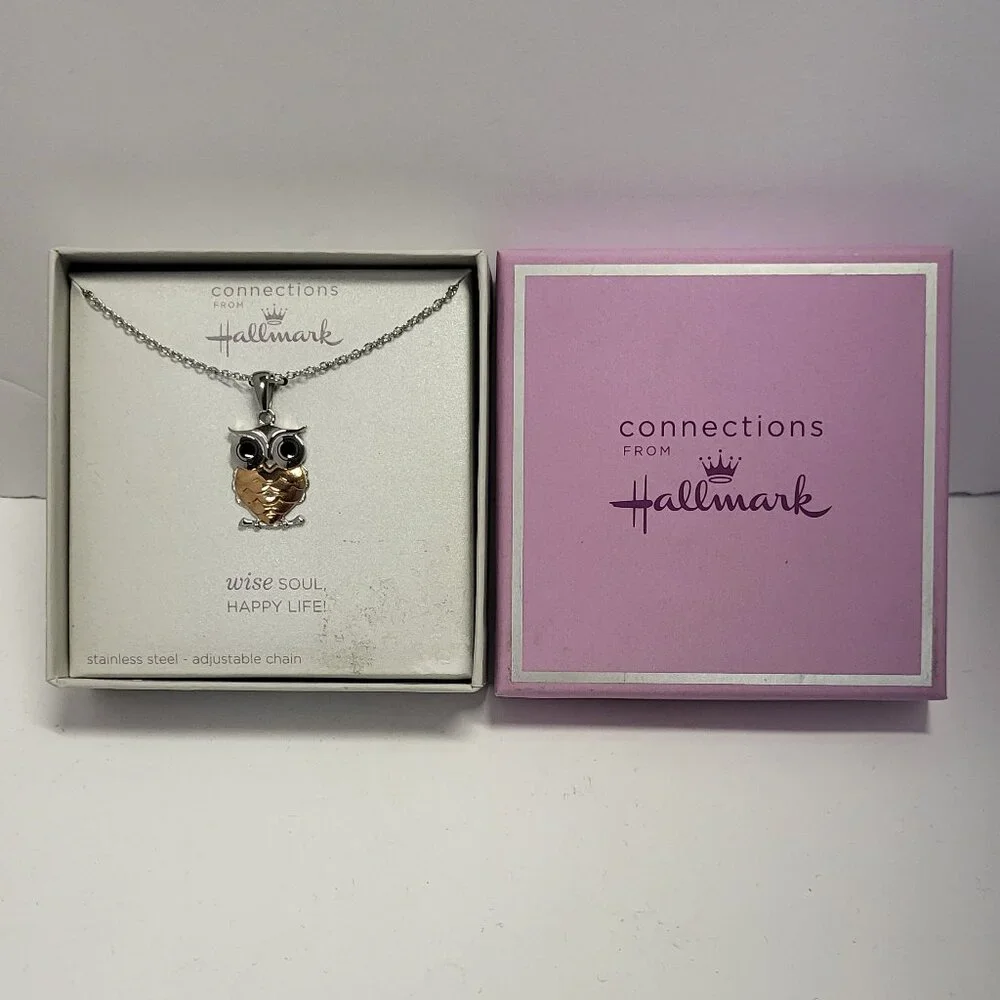 connections
FROM
Hallmark
wise SOUL,
HAPPY LIFE!
stainless steel - adjustable chain
connections
FROM
Hallmark